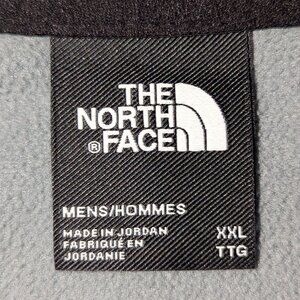 THE
NORTH
® FACE
MENS/HOMMES
MADE IN JORDAN
FABRIQUÉ EN
JORDANIE
XXL
TTG